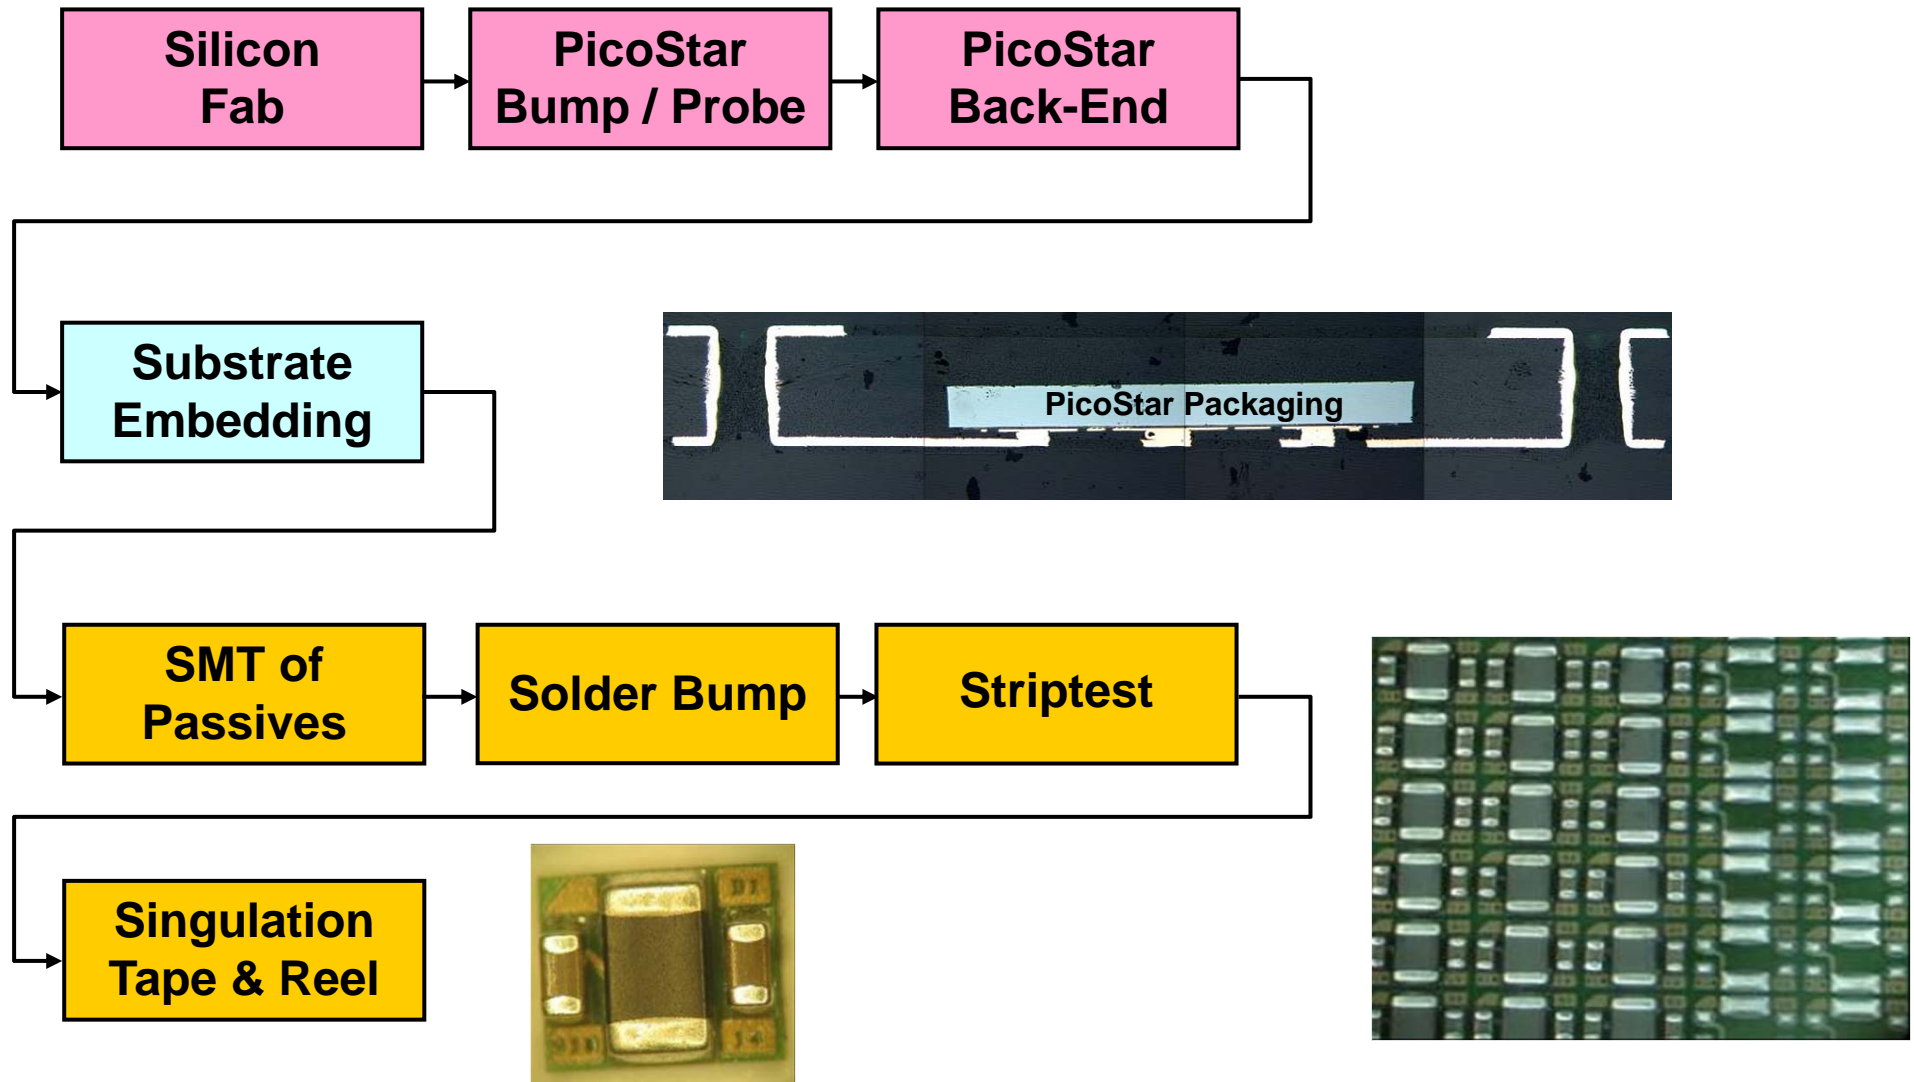 Silicon
Fab
PicoStar
Bump / Probe
PicoStar
Back-End
Substrate
Embedding
PicoStar Packaging
SMT of
Passives
Solder Bump
Striptest
Singulation
Tape & Reel